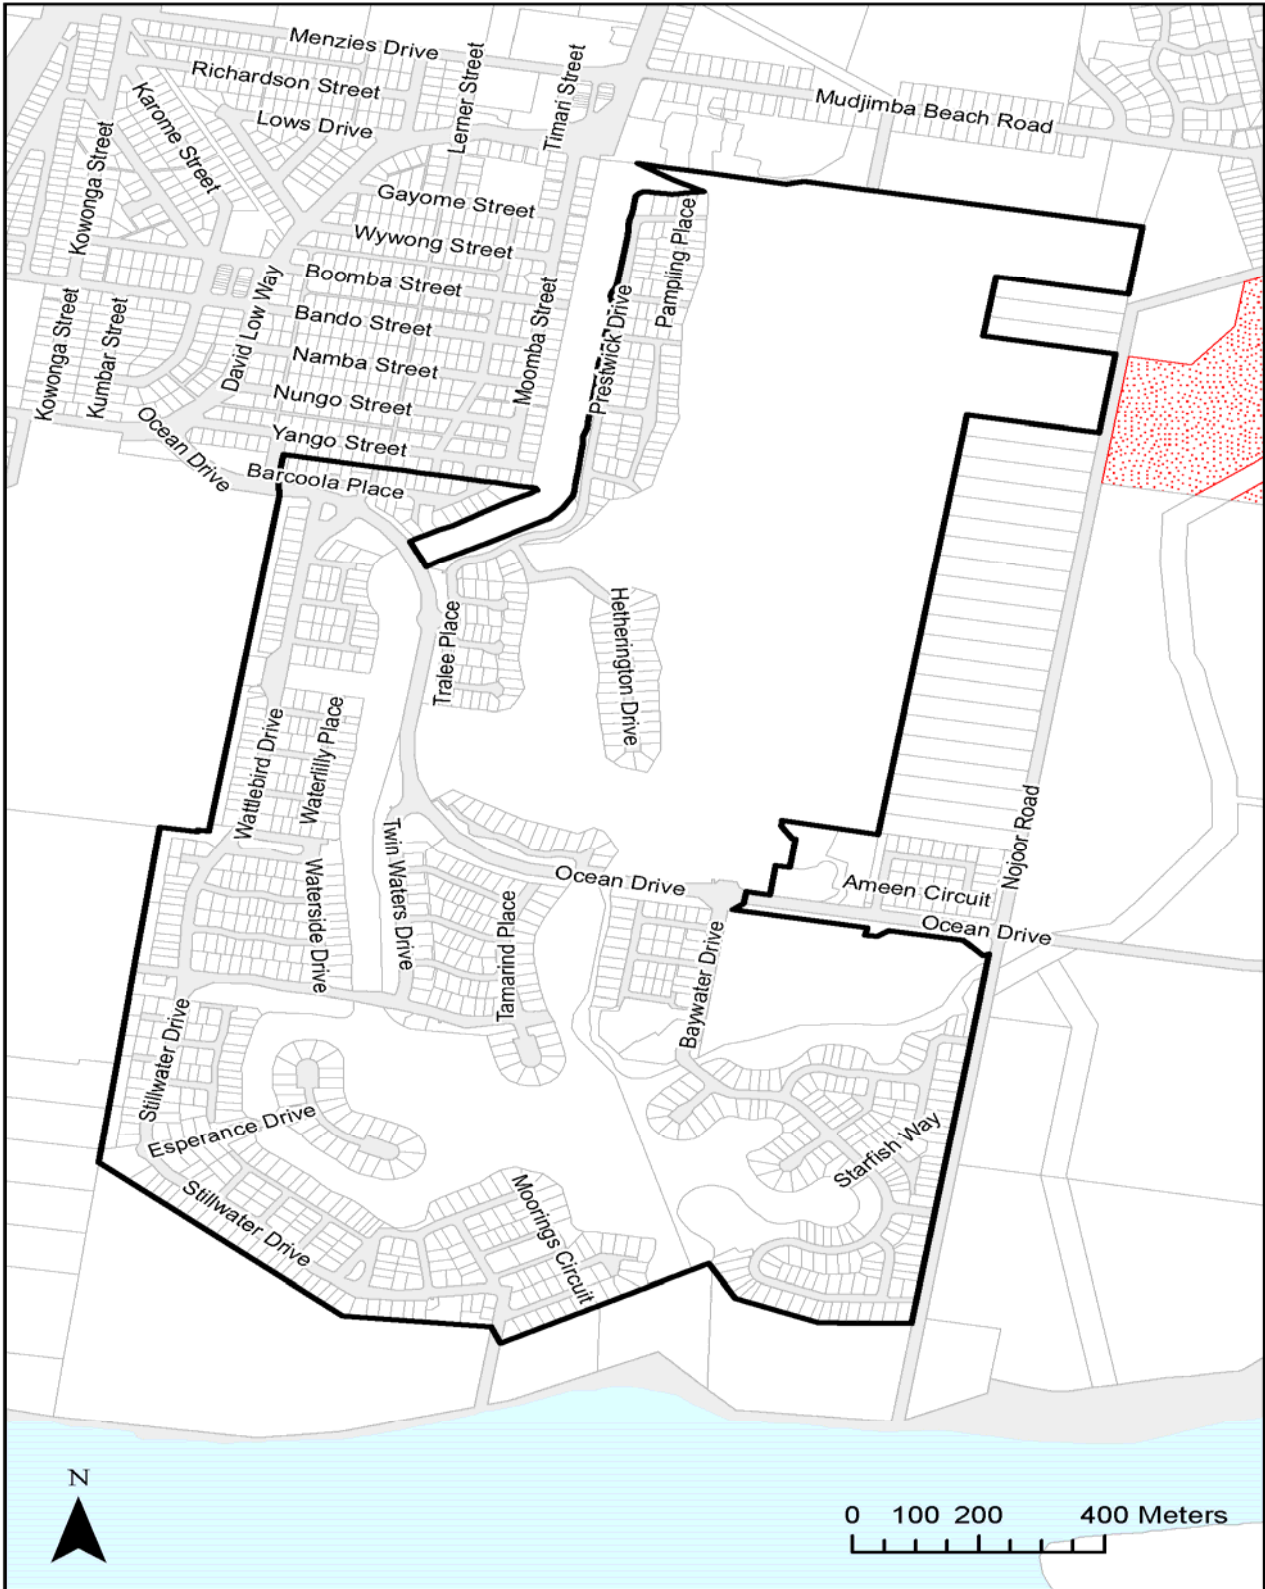 Menzies Drive
Richardson Street
Lerner Street
Timari Street
Karome Street
Lows Drive
Mudjimba Beach Road
Kowonga Street
Gayome Street
Wywong Street
Pampling Place
Boomba Street
David Low Way
Bando Street
Moomba Street
Prestwick Drive
Kowonga Street
Kumbar Street
Namba Street
Nungo Street
Ocean Drive
Yango Street
Barcoola Place
Tralee Place
Hetherington Drive
Wattlebird Drive
Waterlilly Place
Nojoor Road
Twin Waters Drive
Waterside Drive
Ocean Drive
Ameen Circuit
Tamarind Place
Ocean Drive
Baywater Drive
Stillwater Drive
Esperance Drive
Starfish Way
Stillwater Drive
Moorings Circuit
N
0 100 200 400 Meters